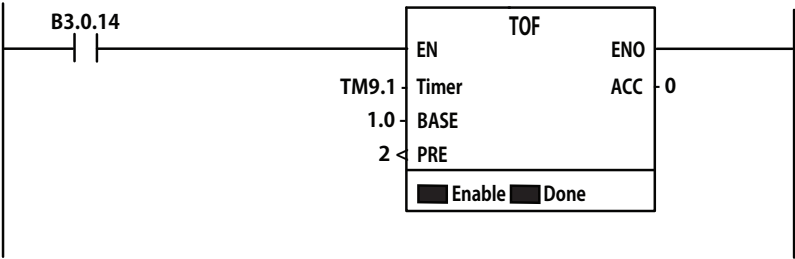 B3.0.14
TOF
EN ENO
TM9.1 Timer ACC 0
1.0 BASE
2 < PRE
Enable Done